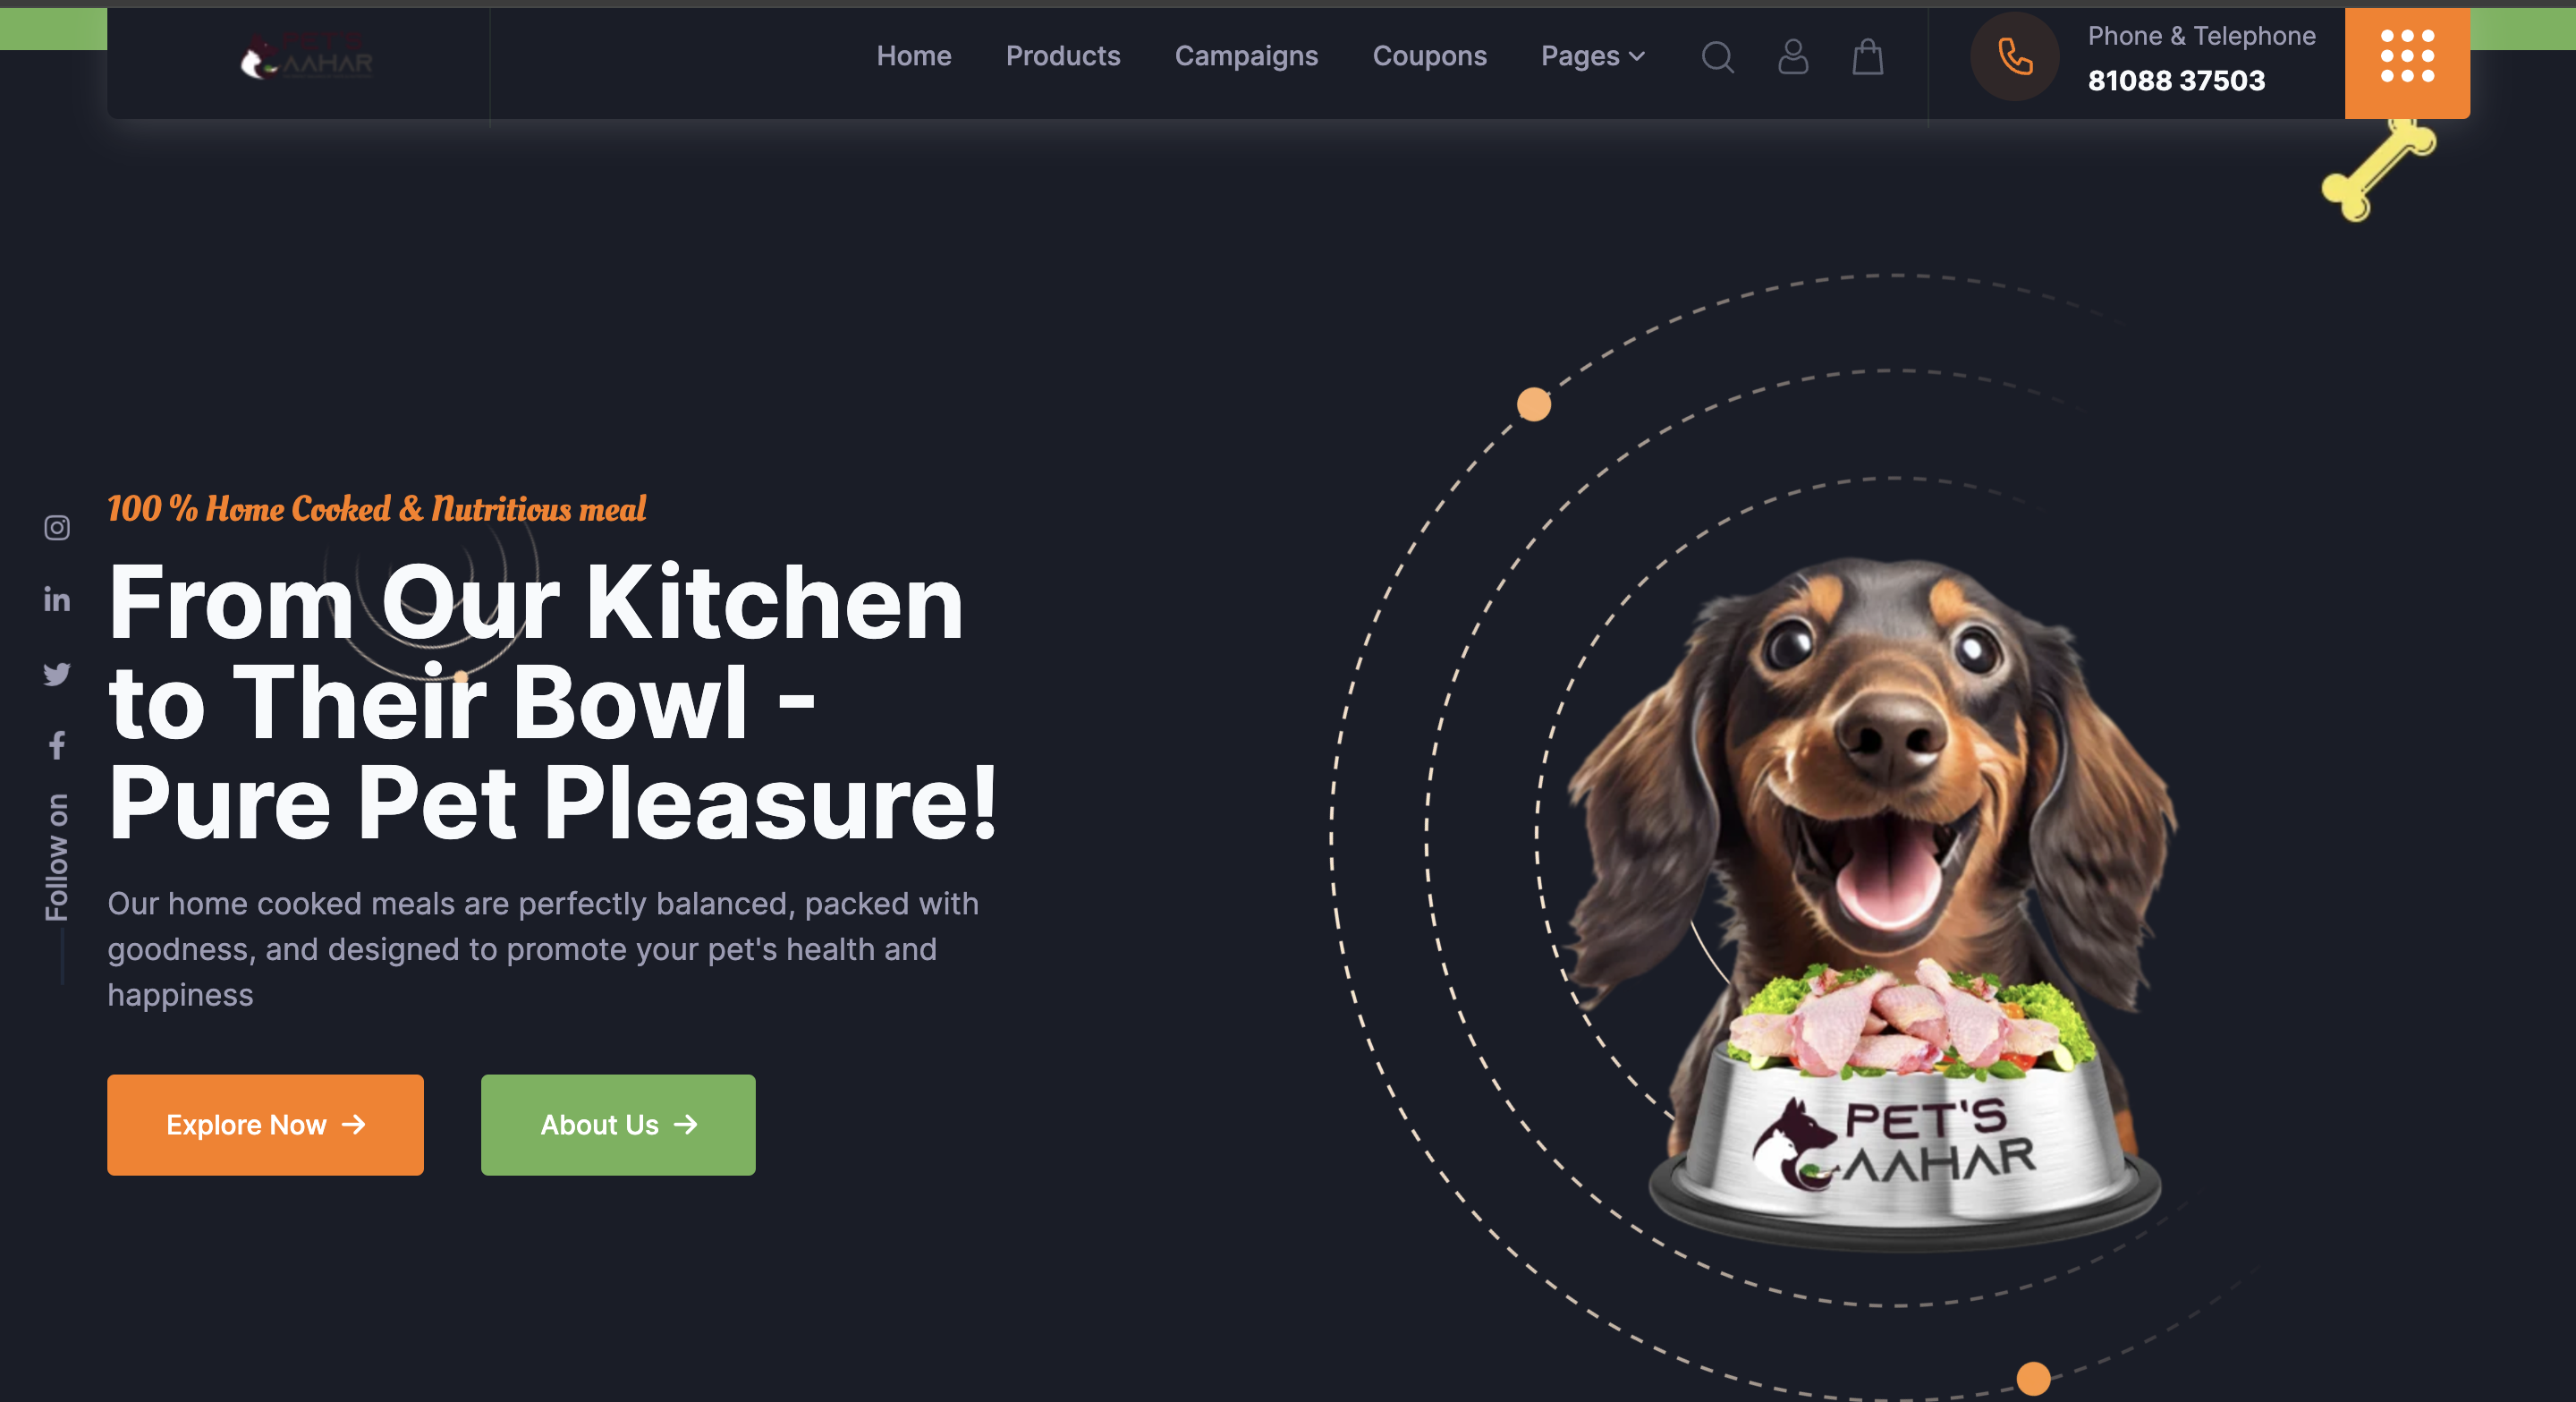 PET'S
AAHAR
Home
Products
Campaigns
Coupons
Pages
Phone & Telephone
81088 37503
100 % Home Cooked & Nutritious meal
From Our Kitchen
to Their Bowl -
Pure Pet Pleasure!
Our home cooked meals are perfectly balanced, packed with
goodness, and designed to promote your pet's health and
happiness
Explore Now
About Us
Follow on
PET'S
AAHAR